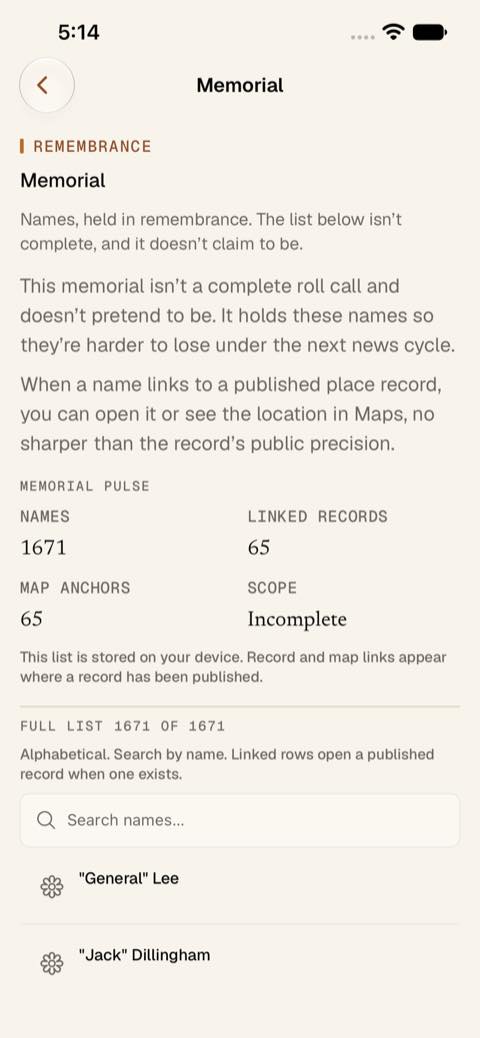 5:14
Memorial
REMEMBRANCE
Memorial
Names, held in remembrance. The list below isn’t
complete, and it doesn’t claim to be.
This memorial isn’t a complete roll call and
doesn’t pretend to be. It holds these names so
they’re harder to lose under the next news cycle.
When a name links to a published place record,
you can open it or see the location in Maps, no
sharper than the record’s public precision.
MEMORIAL PULSE
NAMES
1671
LINKED RECORDS
65
MAP ANCHORS
65
SCOPE
Incomplete
This list is stored on your device. Record and map links appear
where a record has been published.
FULL LIST 1671 OF 1671
Alphabetical. Search by name. Linked rows open a published
record when one exists.
Search names...
"General" Lee
"Jack" Dillingham